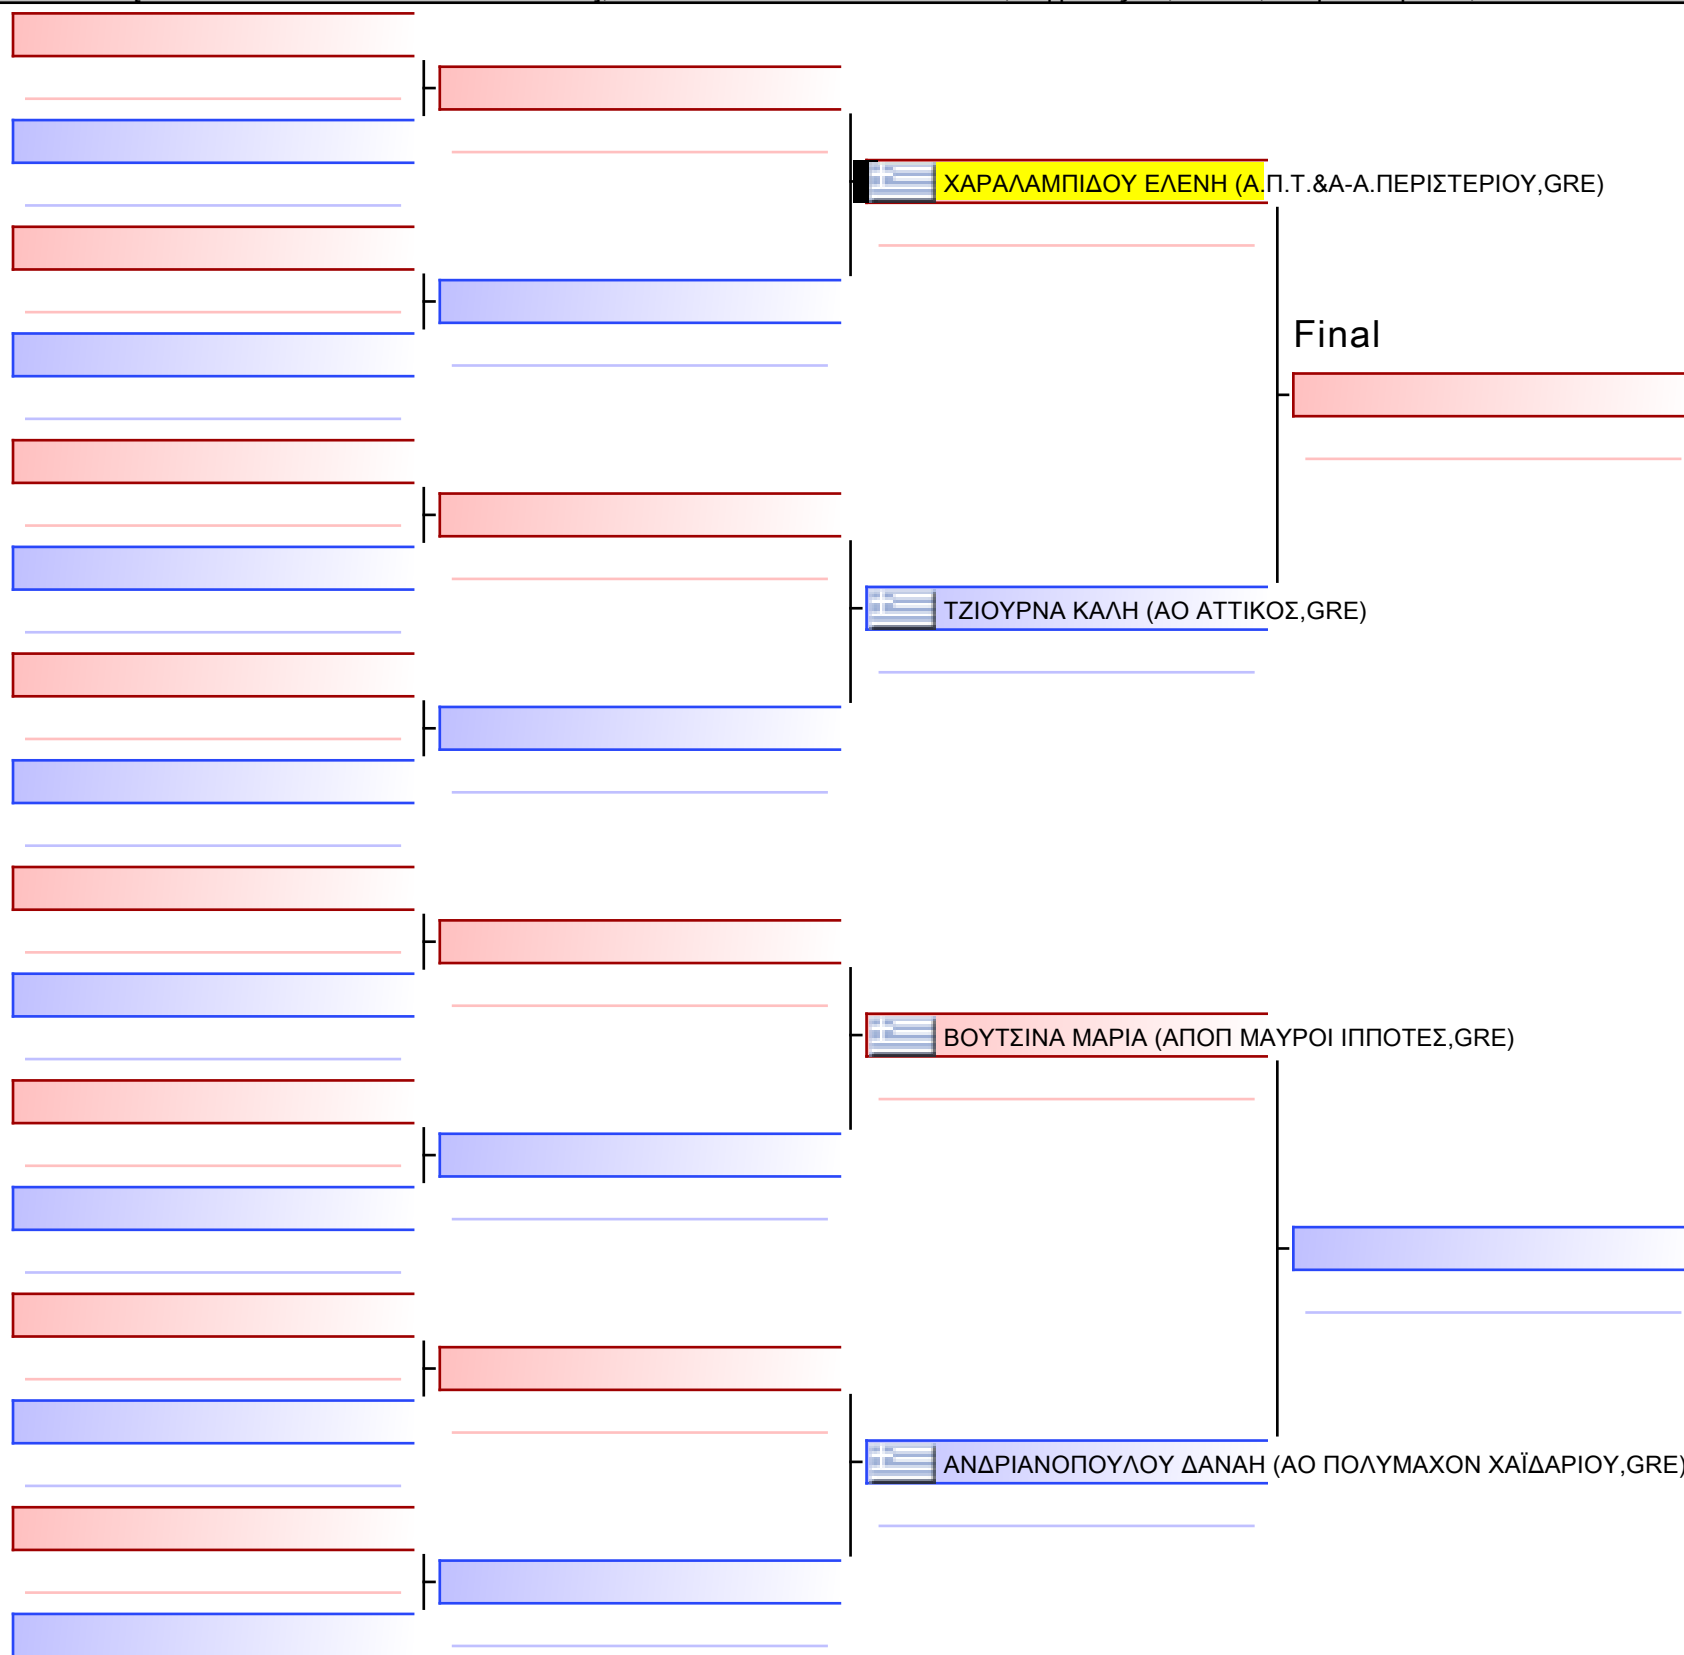 ΧΑΡΑΛΑΜΠΙΔΟΥ ΕΛΕΝΗ (Α.Π.Τ.&Α-Α.ΠΕΡΙΣΤΕΡΙΟΥ,GRE)
Final
ΤΖΙΟΥΡΝΑ ΚΑΛΗ (ΑΟ ΑΤΤΙΚΟΣ,GRE)
ΒΟΥΤΣΙΝΑ ΜΑΡΙΑ (ΑΠΟΠ ΜΑΥΡΟΙ ΙΠΠΟΤΕΣ,GRE)
ΑΝΔΡΙΑΝΟΠΟΥΛΟΥ ΔΑΝΑΗ (ΑΟ ΠΟΛΥΜΑΧΟΝ ΧΑΪΔΑΡΙΟΥ,GRE)